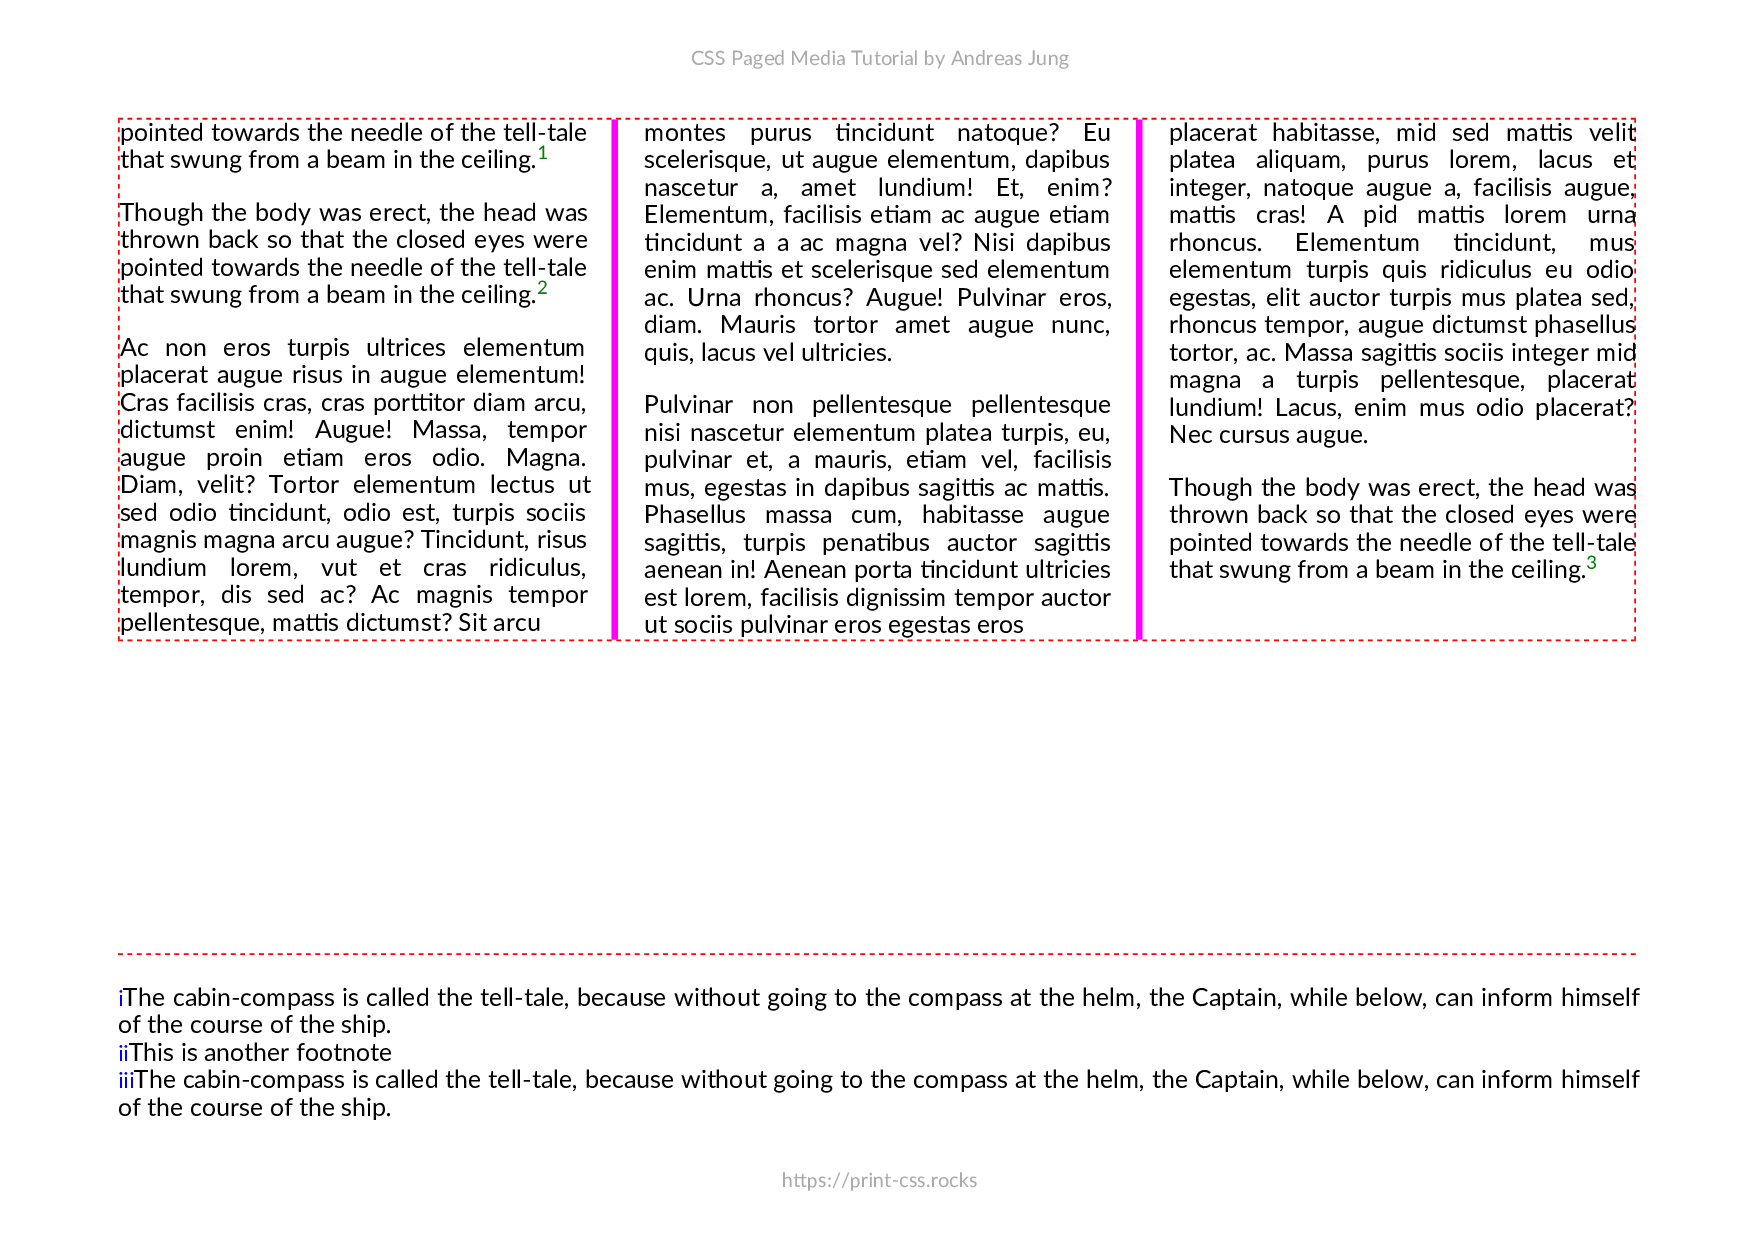 CSS Paged Media Tutorial by Andreas Jung
pointed towards the needle of the tell-tale
that swung from a beam in the ceiling.1
Though the body was erect, the head was
thrown back so that the closed eyes were
pointed towards the needle of the tell-tale
that swung from a beam in the ceiling.2
Ac non eros turpis ultrices elementum
placerat augue risus in augue elementum!
Cras facilisis cras, cras porttitor diam arcu,
dictumst enim! Augue! Massa, tempor
augue proin etiam eros odio. Magna.
Diam, velit? Tortor elementum lectus ut
sed odio tincidunt, odio est, turpis sociis
magnis magna arcu augue? Tincidunt, risus
lundium lorem, vut et cras ridiculus,
tempor, dis sed ac? Ac magnis tempor
pellentesque, mattis dictumst? Sit arcu
montes purus tincidunt natoque? Eu
scelerisque, ut augue elementum, dapibus
nascetur a, amet lundium! Et, enim?
Elementum, facilisis etiam ac augue etiam
tincidunt a a ac magna vel? Nisi dapibus
enim mattis et scelerisque sed elementum
ac. Urna rhoncus? Augue! Pulvinar eros,
diam. Mauris tortor amet augue nunc,
quis, lacus vel ultricies.
Pulvinar non pellentesque pellentesque
nisi nascetur elementum platea turpis, eu,
pulvinar et, a mauris, etiam vel, facilisis
mus, egestas in dapibus sagittis ac mattis.
Phasellus massa cum, habitasse augue
sagittis, turpis penatibus auctor sagittis
aenean in! Aenean porta tincidunt ultricies
est lorem, facilisis dignissim tempor auctor
ut sociis pulvinar eros egestas eros
placerat habitasse, mid sed mattis velit
platea aliquam, purus lorem, lacus et
integer, natoque augue a, facilisis augue,
mattis cras! A pid mattis lorem urna
rhoncus. Elementum tincidunt, mus
elementum turpis quis ridiculus eu odio
egestas, elit auctor turpis mus platea sed,
rhoncus tempor, augue dictumst phasellus
tortor, ac. Massa sagittis sociis integer mid
magna a turpis pellentesque, placerat
lundium! Lacus, enim mus odio placerat?
Nec cursus augue.
Though the body was erect, the head was
thrown back so that the closed eyes were
pointed towards the needle of the tell-tale
that swung from a beam in the ceiling.3
iThe cabin-compass is called the tell-tale, because without going to the compass at the helm, the Captain, while below, can inform himself
of the course of the ship.
iiThis is another footnote
iiiThe cabin-compass is called the tell-tale, because without going to the compass at the helm, the Captain, while below, can inform himself
of the course of the ship.
https://print-css.rocks